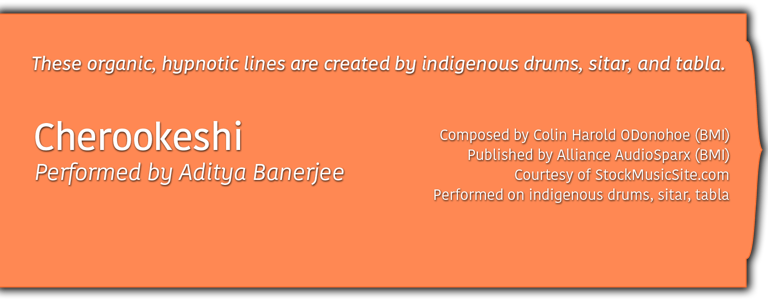 These organic, hypnotic lines are created by indigenous drums, sitar, and tabla.
Cherookeshi
Performed by Aditya Banerjee
Composed by Colin Harold ODonohoe (BMI)
Published by Alliance AudioSparx (BMI)
Courtesy of StockMusicSite.com
Performed on indigenous drums, sitar, tabla